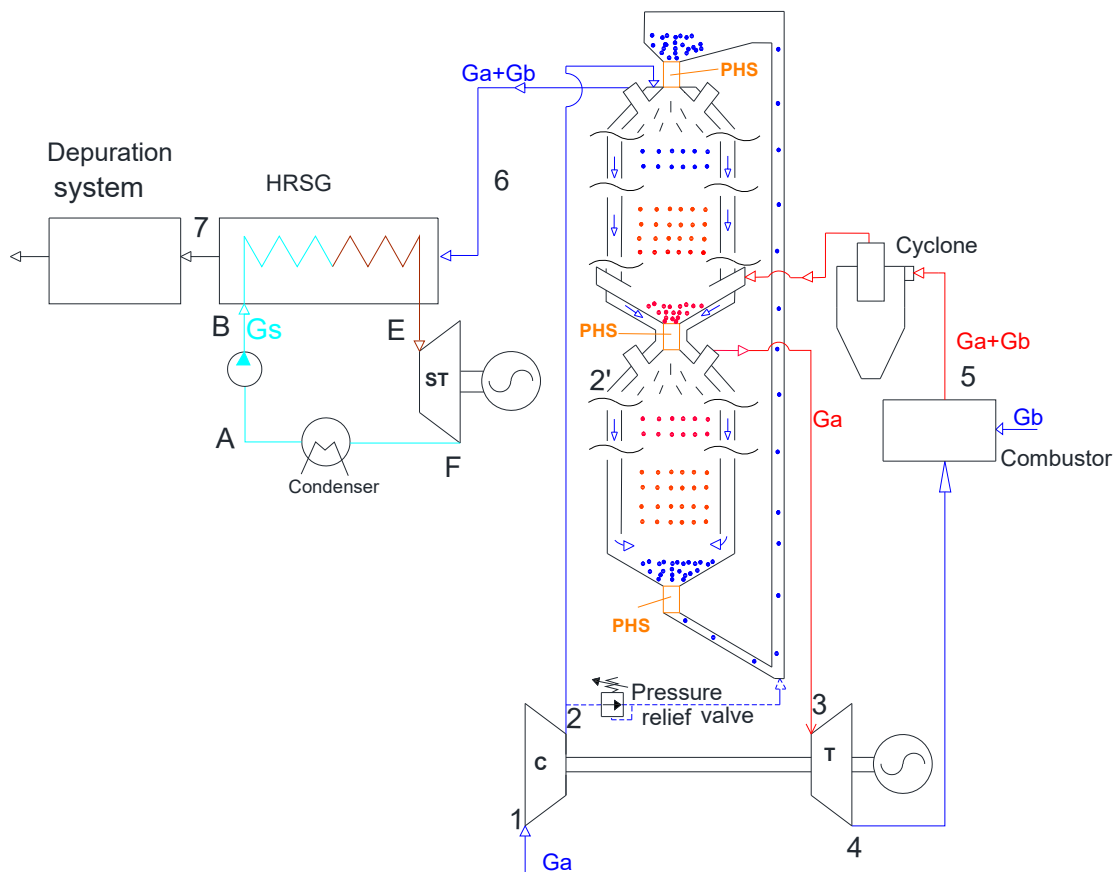 PHS
Ga+Gb
Depuration
system
HRSG
6
7
Cyclone
B
Gs
E
PHS
Ga+Gb
5
ST
2'
Ga
Gb
A
F
Combustor
Condenser
PHS
Pressure
relief valve
2
3
C
T
1
4
Ga